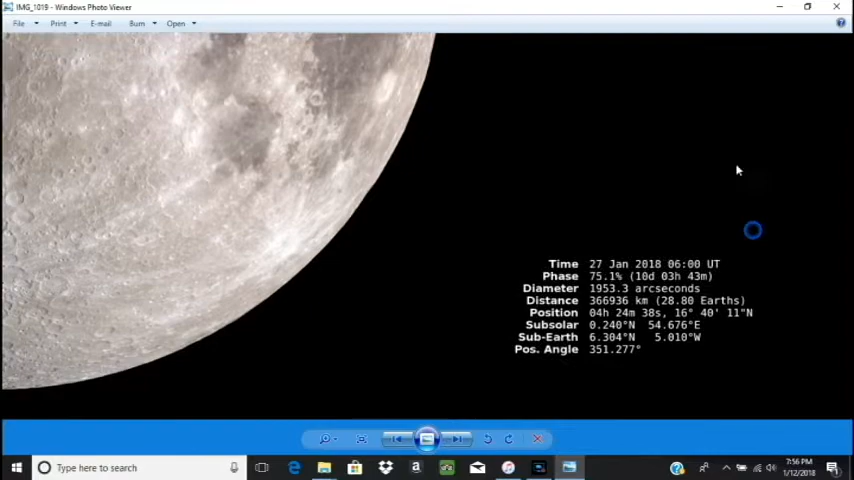 IMG_1019 - Windows Photo Viewer
File Print E-mail Burn Open
Time 27 Jan 2018 06:00 UT
Phase 75.1% (10d 03h 43m)
Diameter 1953.3 arcseconds
Distance 366936 km (28.80 Earths)
Position 04h 24m 38s, 16° 40' 11"N
Subsolar 0.240°N 54.676°E
Sub-Earth 6.304°N 5.010°W
Pos. Angle 351.277°
7:56 PM
Type here to search
1/12/2018